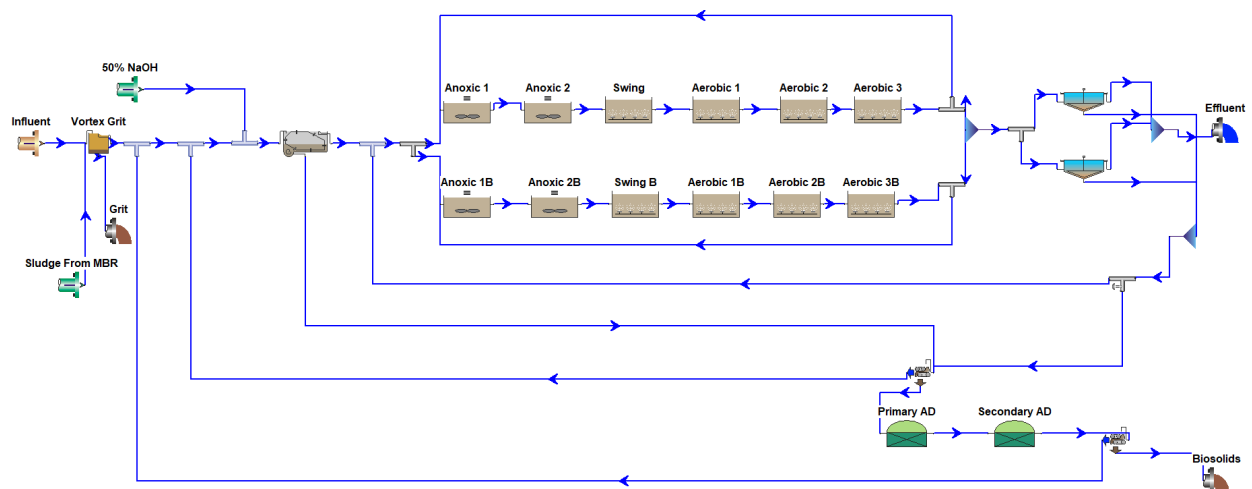 50% NaOH
Anoxic 1
Anoxic 2
Swing
Aerobic 1
Aerobic 2
Aerobic 3
Influent
Vortex Grit
Effluent
Anoxic 1B
Anoxic 2B
Swing B
Aerobic 1B
Aerobic 2B
Aerobic 3B
Grit
Sludge From MBR
Primary AD
Secondary AD
Biosolids